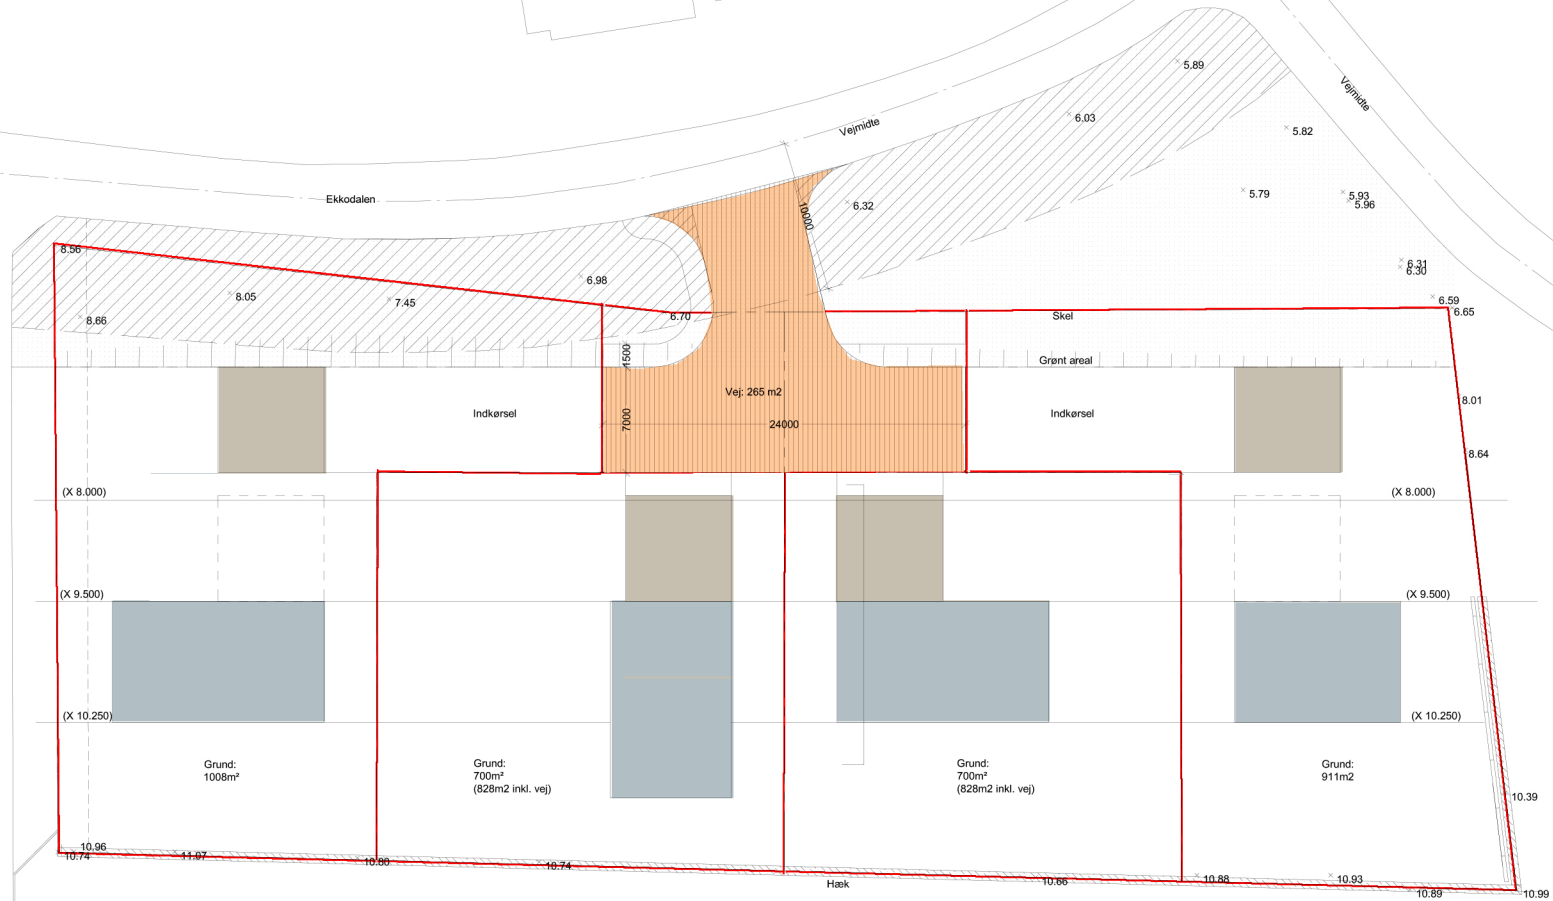 5.89
Vejmidte
6.03
Vejmidte
5.82
Ekkodalen
5.79
5.93
5.96
6.32
10000
8.56
6.98
6.31
6.30
8.05
7.45
6.59
6.65
8.66
6.70
Skel
1500
Grønt areal
Vej: 265 m2
8.01
Indkørsel
7000
24000
Indkørsel
8.64
(X 8.000)
(X 8.000)
(X 9.500)
(X 9.500)
(X 10.250)
(X 10.250)
Grund:
1008m²
Grund:
700m²
(828m2 inkl. vej)
Grund:
700m²
(828m2 inkl. vej)
Grund:
911m2
10.39
10.96
10.74
11.07
10.80
10.74
Hæk
10.66
10.88
10.93
10.89
10.99